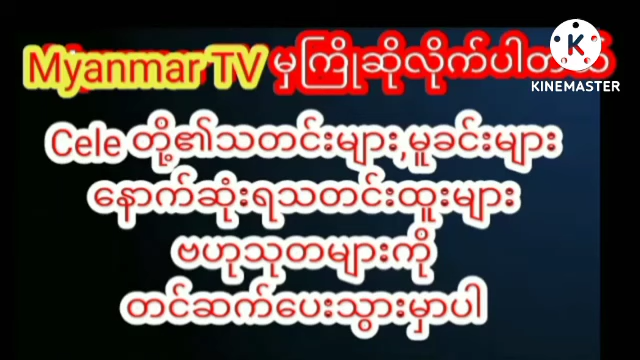 Myanmar TV မှကြိုဆိုလိုက်ပါတယ်
KINEMASTER
Cele တို့၏သတင်းများ,မူခင်းများ
နောက်ဆုံးရသတင်းထူးများ
ဗဟုသုတများကို
တင်ဆက်ပေးသွားမှာပါ